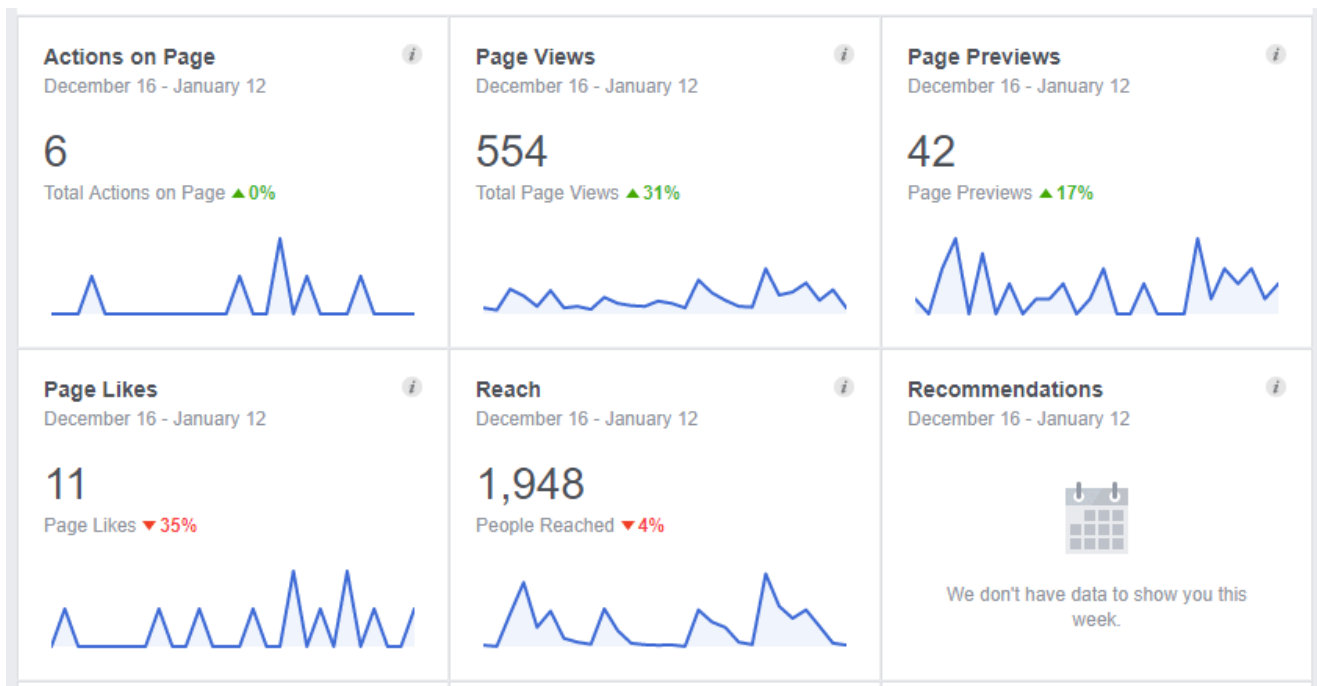 Actions on Page
December 16 - January 12
6
Total Actions on Page ▲ 0%
Page Views
December 16 - January 12
554
Total Page Views ▲ 31%
Page Previews
December 16 - January 12
42
Page Previews ▲ 17%
Page Likes
December 16 - January 12
11
Page Likes ▼ 35%
Reach
December 16 - January 12
1,948
People Reached ▼ 4%
Recommendations
December 16 - January 12
We don't have data to show you this
week.